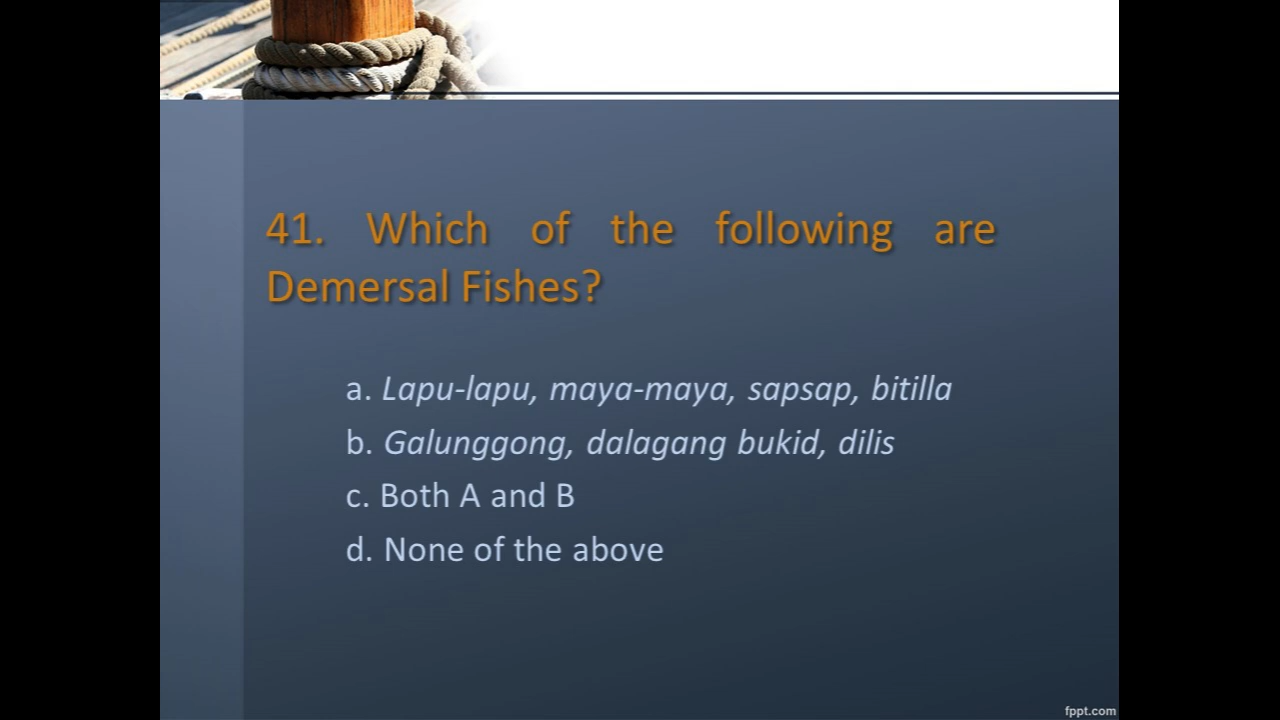 41. Which of the following are
Demersal Fishes?
a. Lapu-lapu, maya-maya, sapsap, bitilla
b. Galunggong, dalagang bukid, dilis
c. Both A and B
d. None of the above
fppt.com